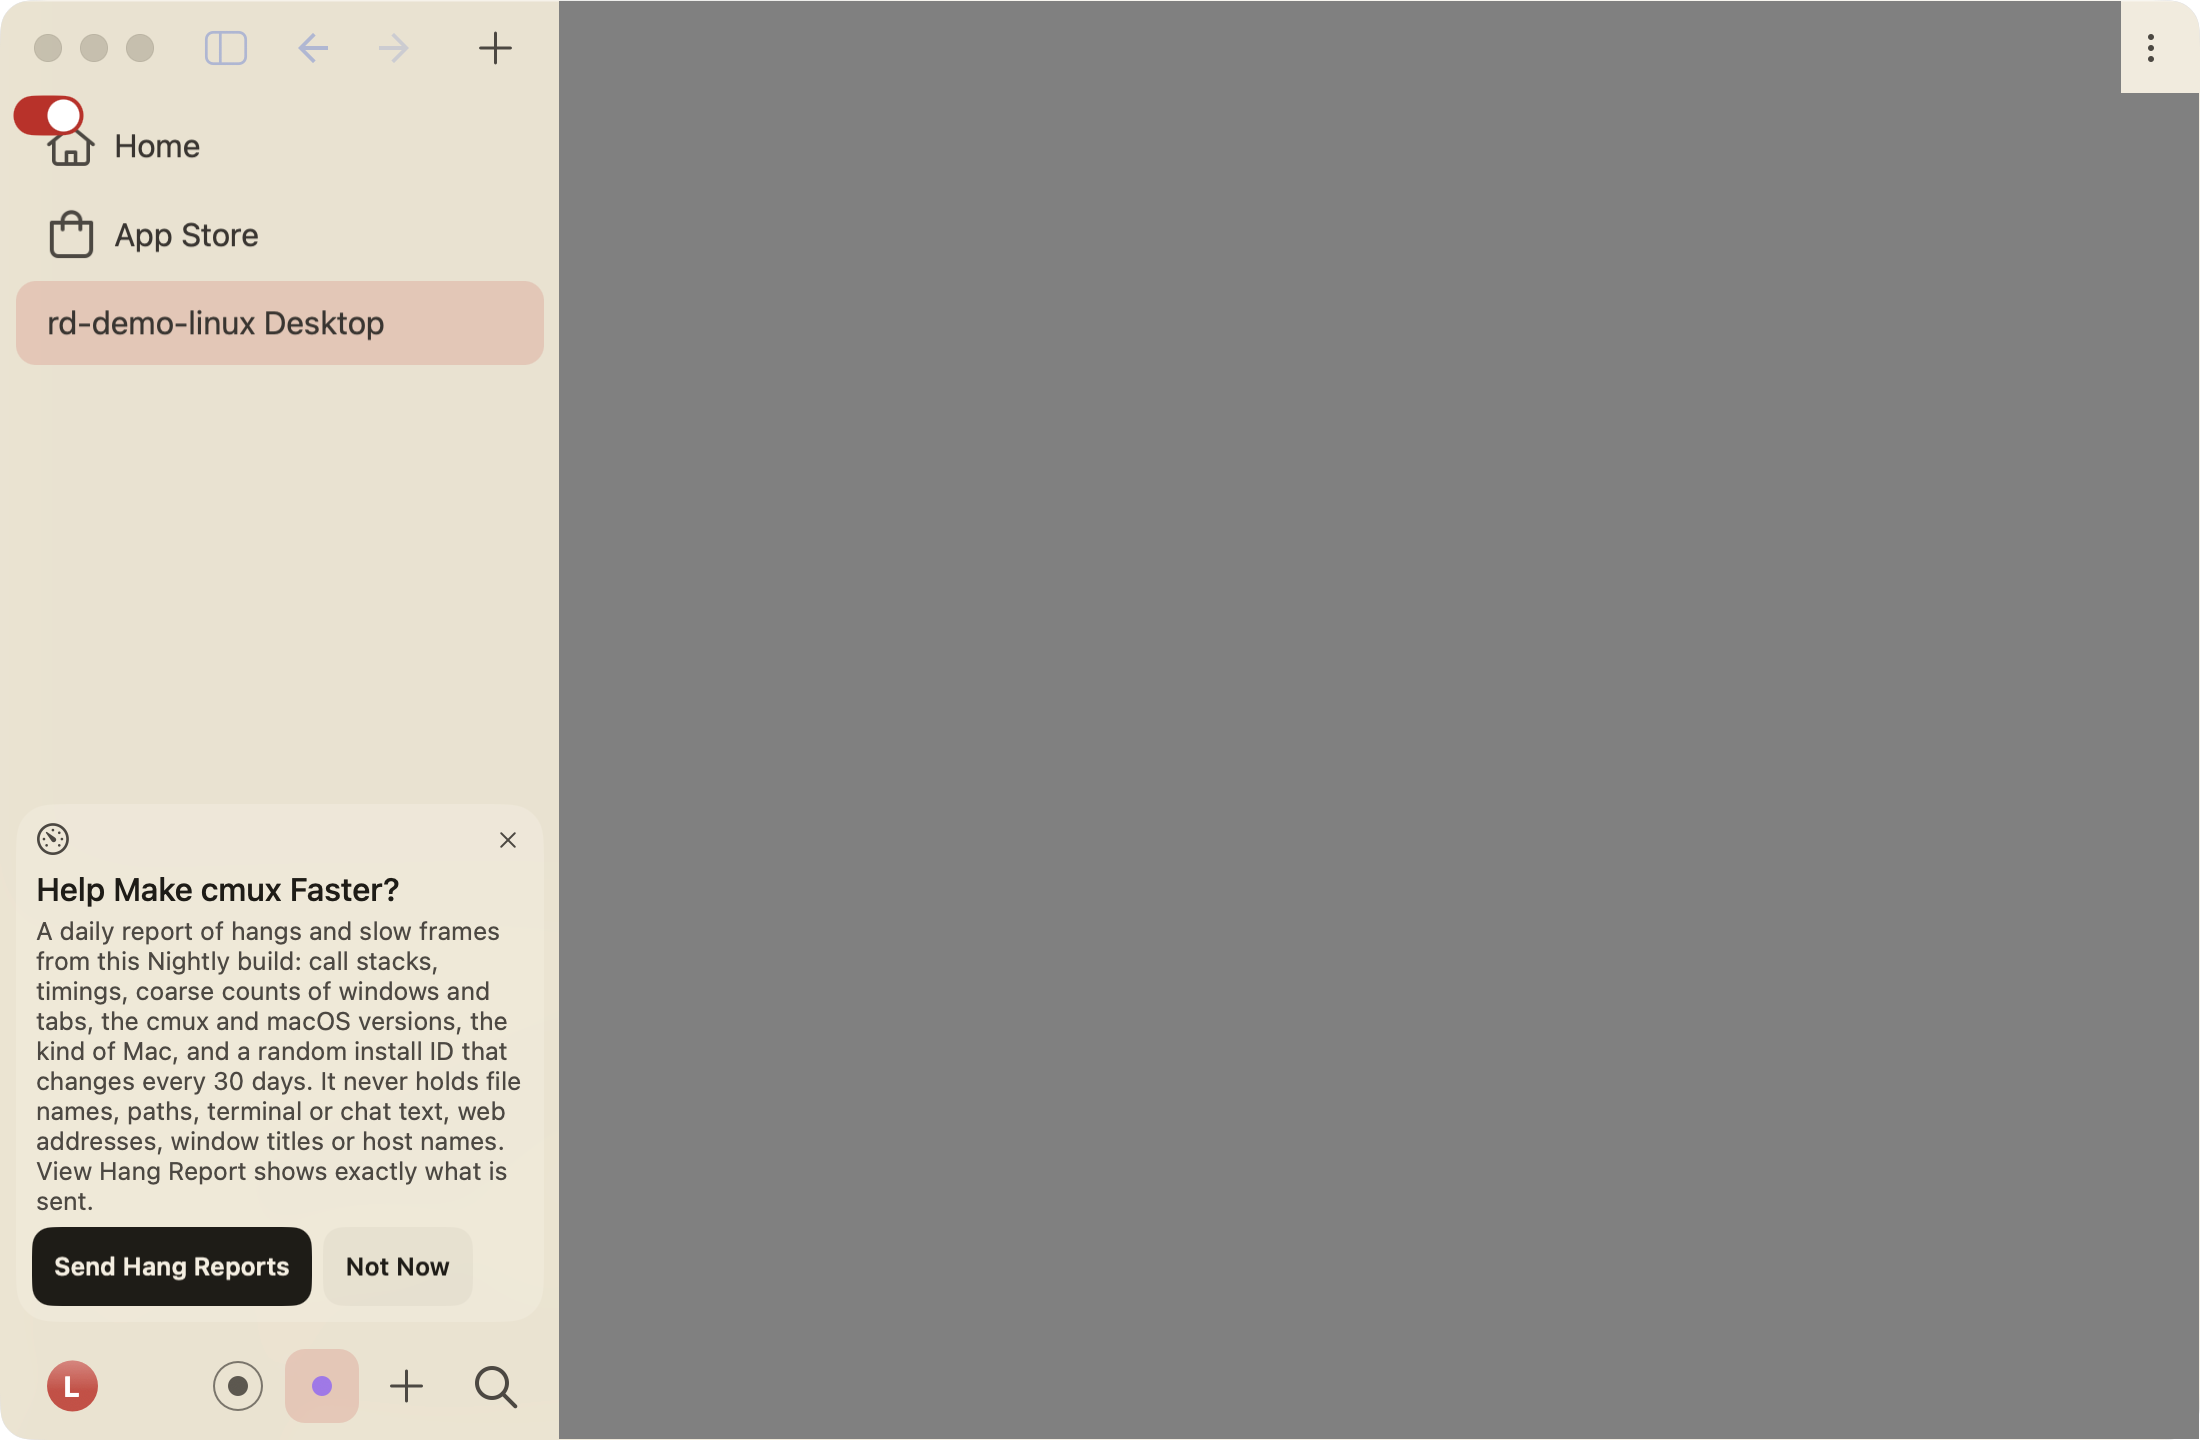 Home
App Store
rd-demo-linux Desktop
Help Make cmux Faster?
A daily report of hangs and slow frames
from this Nightly build: call stacks,
timings, coarse counts of windows and
tabs, the cmux and macOS versions, the
kind of Mac, and a random install ID that
changes every 30 days. It never holds file
names, paths, terminal or chat text, web
addresses, window titles or host names.
View Hang Report shows exactly what is
sent.
Send Hang Reports
Not Now
L